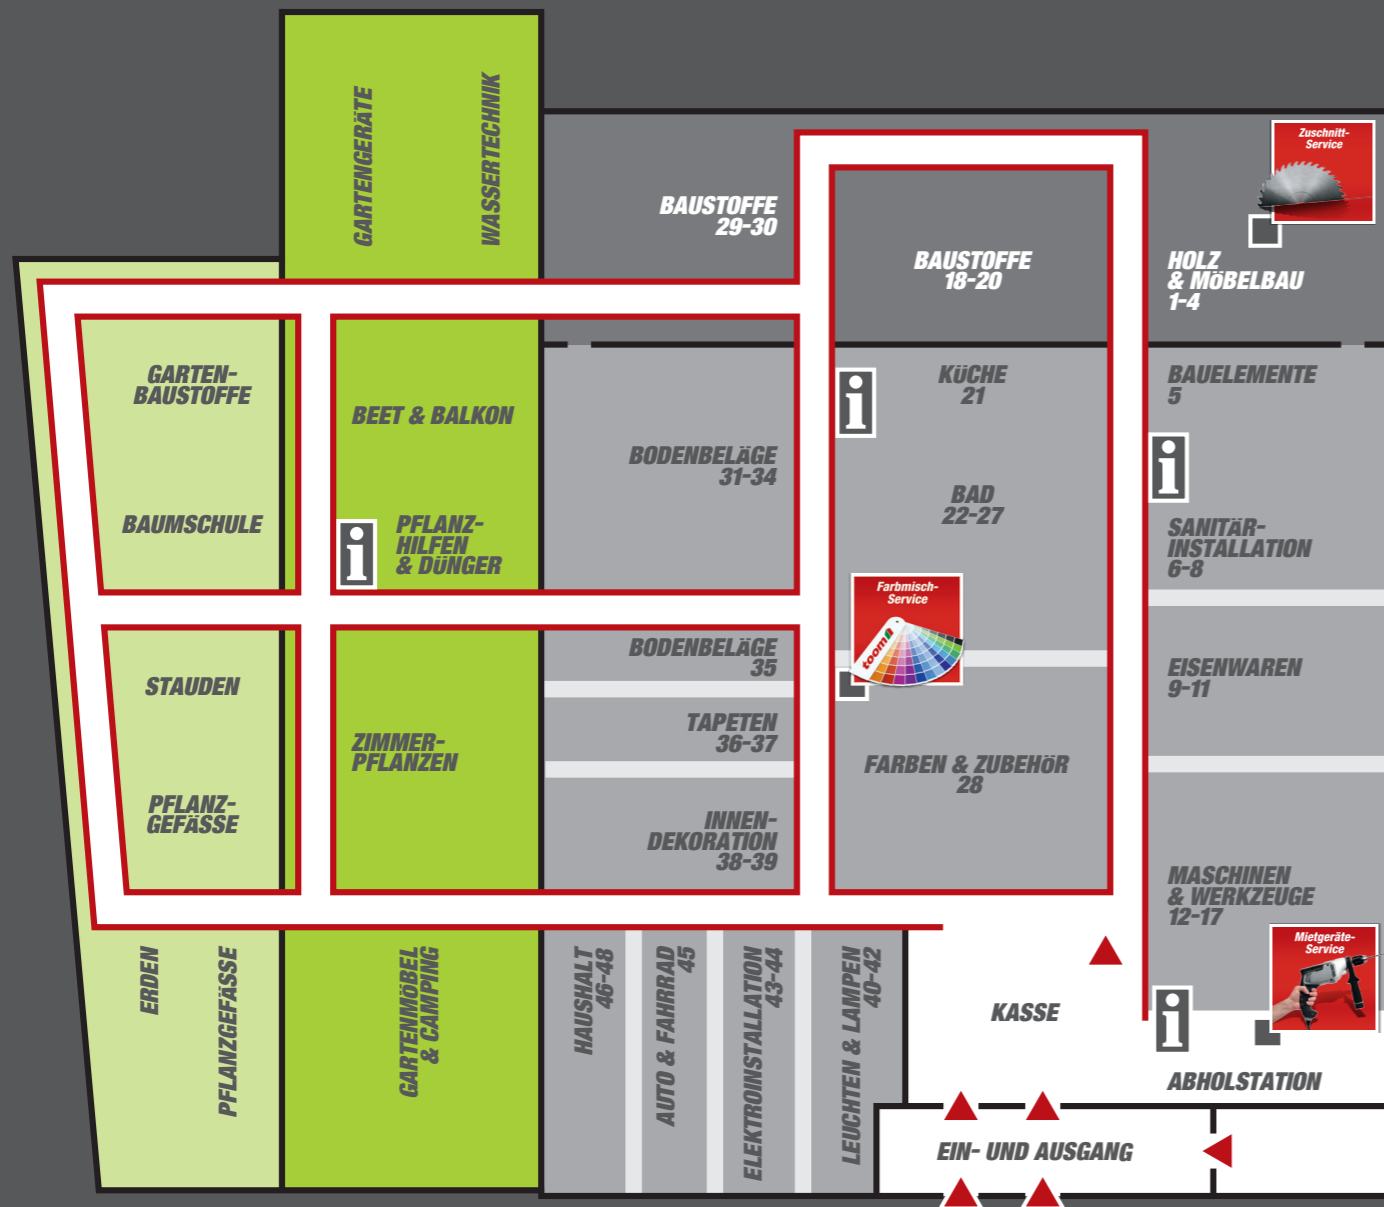 GARTENGERÄTE
WASSERTECHNIK
BAUSTOFFE
29-30
BAUSTOFFE
18-20
Zuschnitt-
Service
HOLZ
& MÖBELBAU
1-4
GARTEN-
BAUSTOFFE
BEET & BALKON
BAUMSCHULE
i
PFLANZ-
HILFEN
& DÜNGER
BODENBELÄGE
31-34
i
KÜCHE
21
BAD
22-27
BAUELEMENTE
5
i
SANITÄR-
INSTALLATION
6-8
Farbmisch-
Service
toom
EISENWAREN
9-11
STAUDEN
ZIMMER-
PFLANZEN
BODENBELÄGE
35
TAPETEN
36-37
FARBEN & ZUBEHÖR
28
PFLANZ-
GEFÄSSE
INNEN-
DEKORATION
38-39
MASCHINEN
& WERKZEUGE
12-17
Mietgeräte-
Service
ERDEN
PFLANZGEFÄSSE
GARTENMÖBEL
& CAMPING
HAUSHALT
46-48
AUTO & FAHRRAD
45
ELEKTROINSTALLATION
43-44
LEUCHTEN & LAMPEN
40-42
KASSE
i
ABHOLSTATION
EIN- UND AUSGANG